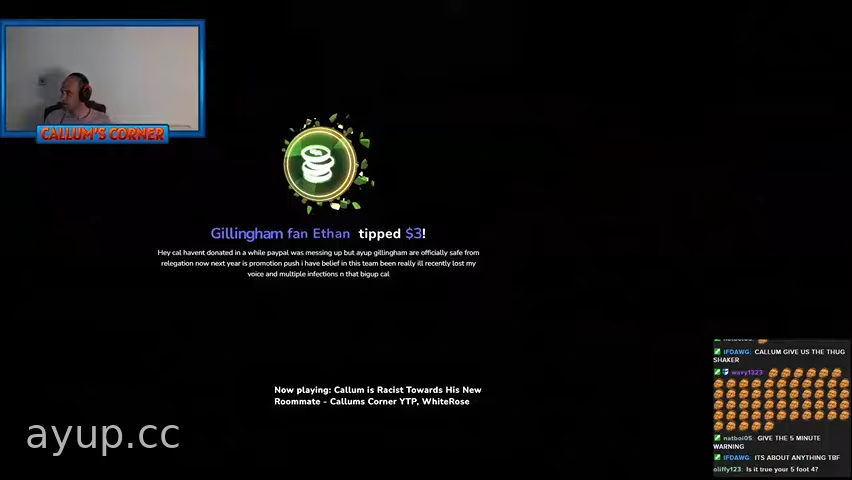 CALLUM'S CORNER
Gillingham fan Ethan tipped $3!
Hey cal havent donated in a while paypal was messing up but ayup gillingham are officially safe from
relegation now next year is promotion push i have belief in this team been really ill recently lost my
voice and multiple infections n that bigup cal
Now playing: Callum is Racist Towards His New
Roommate - Callums Corner YTP, WhiteRose
ayup.cc
IFDAWG: CALLUM GIVE US THE THUG
SHAKER
wavy1323:
natboi05: GIVE THE 5 MINUTE
WARNING
IFDAWG: ITS ABOUT ANYTHING TBF
oliffy123: Is it true your 5 foot 4?